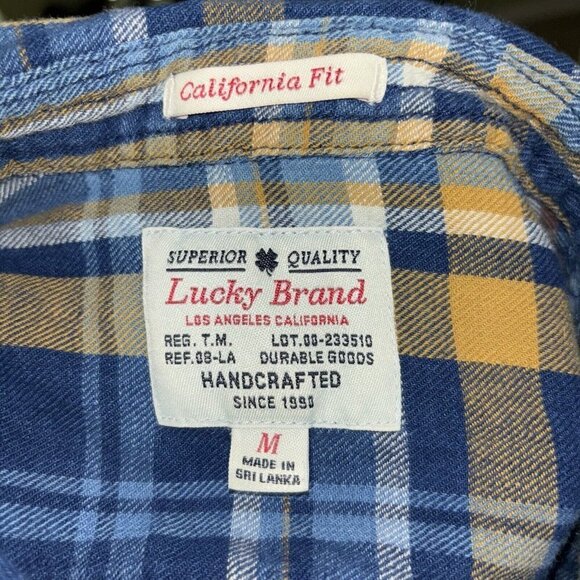 California Fit
SUPERIOR QUALITY
Lucky Brand
LOS ANGELES CALIFORNIA
REG. T.M. LOT.08-233510
REF.08-LA DURABLE GOODS
HANDCRAFTED
SINCE 1990
M
MADE IN
SRI LANKA